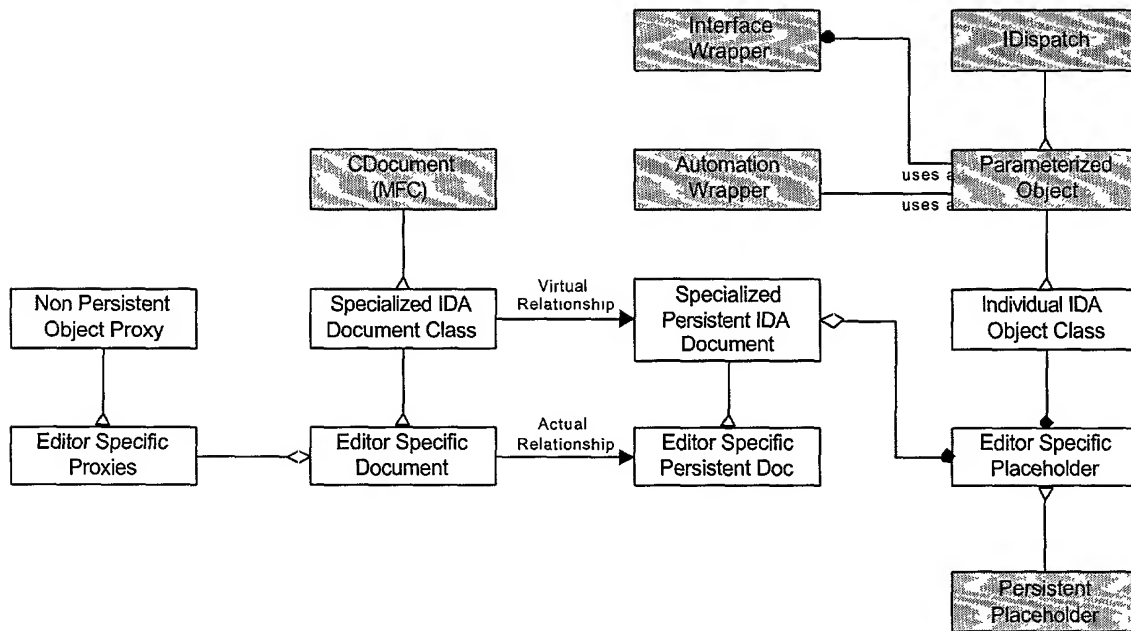 Interface
Wrapper
IDispatch
CDocument
(MFC)
Automation
Wrapper
uses a
Parameterized
Object
uses a
Non Persistent
Object Proxy
Specialized IDA
Document Class
Virtual
Relationship
Specialized
Persistent IDA
Document
Individual IDA
Object Class
Editor Specific
Proxies
Editor Specific
Document
Actual
Relationship
Editor Specific
Persistent Doc
Editor Specific
Placeholder
Persistent
Placeholder